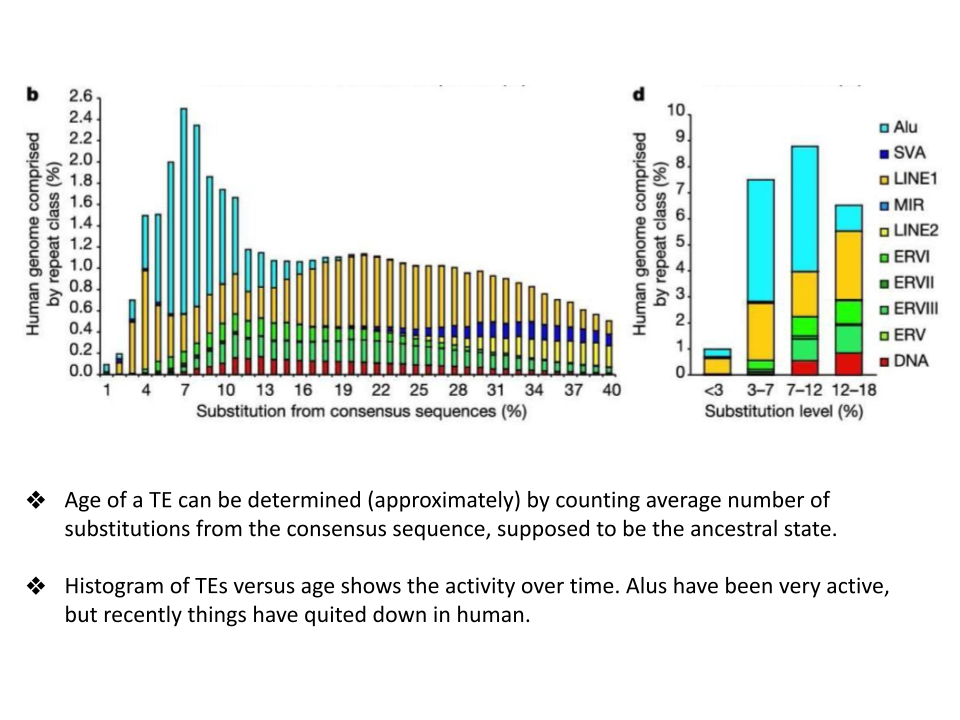 b
Human genome comprised
by repeat class (%)
2.6
2.4
2.2
2.0
1.8
1.6
1.4
1.2
1.0
0.8
0.6
0.4
0.2
0.0
1 4 7 10 13 16 19 22 25 28 31 34 37 40
Substitution from consensus sequences (%)
d
Human genome comprised
by repeat class (%)
10
9
8
7
6
5
4
3
2
1
0
<3 3–7 7–12 12–18
Substitution level (%)
Alu
SVA
LINE1
MIR
LINE2
ERVI
ERVII
ERVIII
ERV
DNA
❖ Age of a TE can be determined (approximately) by counting average number of
substitutions from the consensus sequence, supposed to be the ancestral state.
❖ Histogram of TEs versus age shows the activity over time. Alus have been very active,
but recently things have quited down in human.